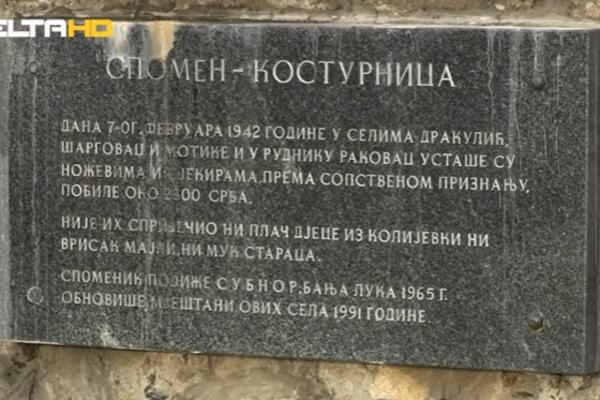 ELTA HD
СПОМЕН-КОСТУРНИЦА
ДАНА 7-ОГ. ФЕБРУАРА 1942 ГОДИНЕ У СЕЛИМА ДРАКУЛИЋ,
ШАРГОВАЦ И МОТИКЕ И У РУДНИКУ РАКОВАЦ УСТАШЕ СУ
НОЖЕВИМА И СЈЕКИРАМА, ПРЕМА СОПСТВЕНОМ ПРИЗНАЊУ,
ПОБИЛЕ ОКО СРБА.
НИЈЕ ИХ СПРИЈЕЧИО НИ ПЛАЧ ДЈЕЦЕ ИЗ КОЛИЈЕВКИ НИ
ВРИСАК МАЈКИ, НИ МУК СТАРАЦА.
СПОМЕНИК ПОДИЖЕ С У Б Н О Р, БАЊА ЛУКА 1965 Г.
ОБНОВИШЕ МЈЕШТАНИ ОВИХ СЕЛА 1991 ГОДИНЕ.